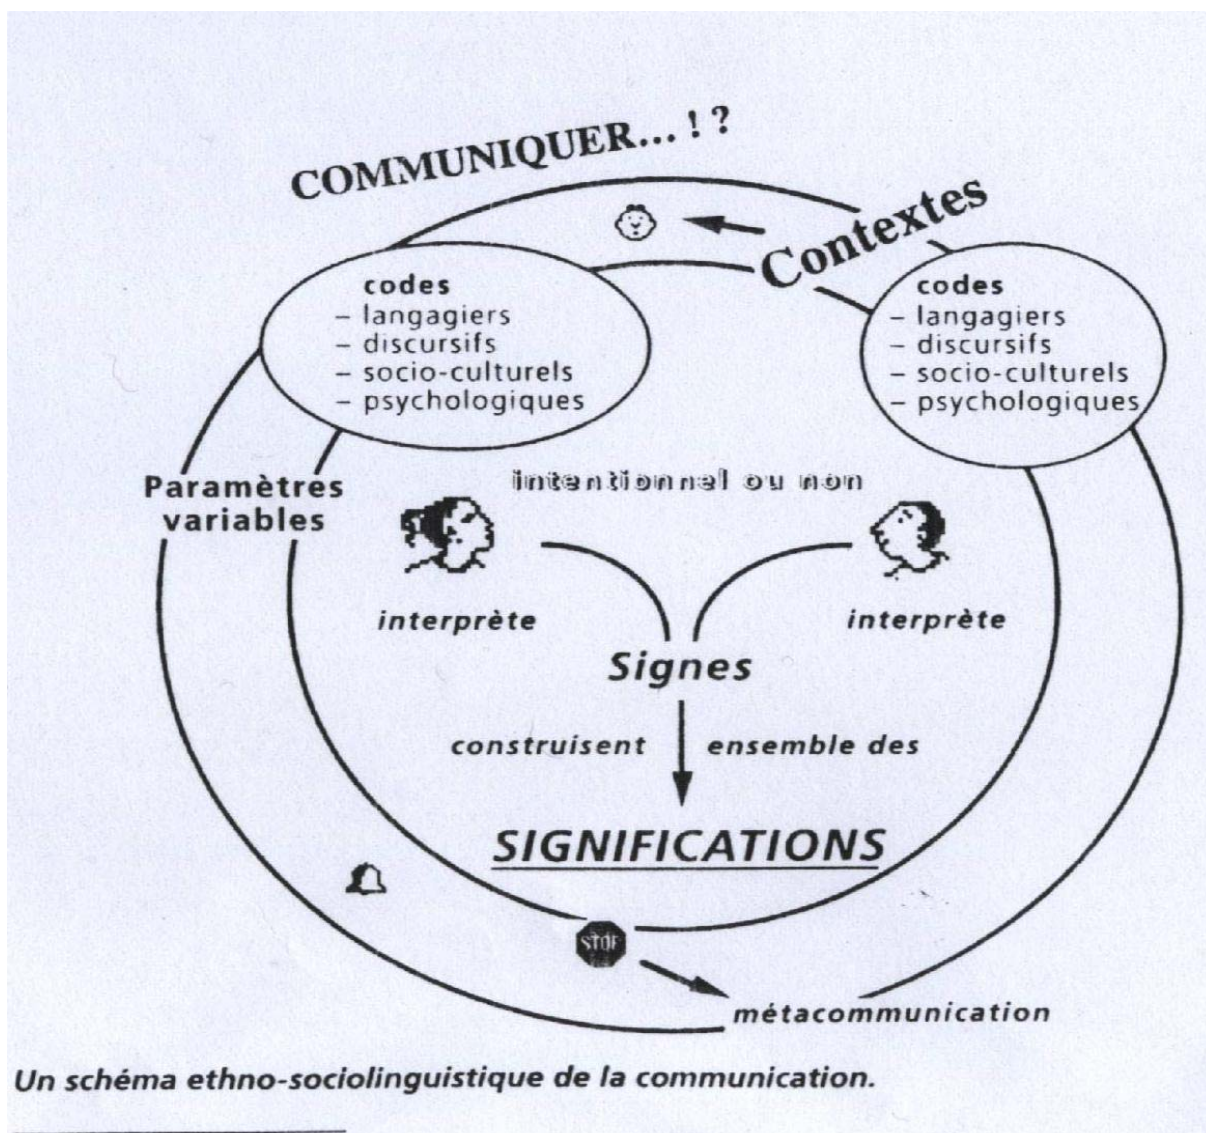 COMMUNIQUER... ! ?
Contextes
codes
– langagiers
– discursifs
– socio-culturels
– psychologiques
codes
– langagiers
– discursifs
– socio-culturels
– psychologiques
Paramètres
variables
intentionnel ou non
interprète
interprète
Signes
construisent ensemble des
SIGNIFICATIONS
STOP
métacommunication
Un schéma ethno-sociolinguistique de la communication.